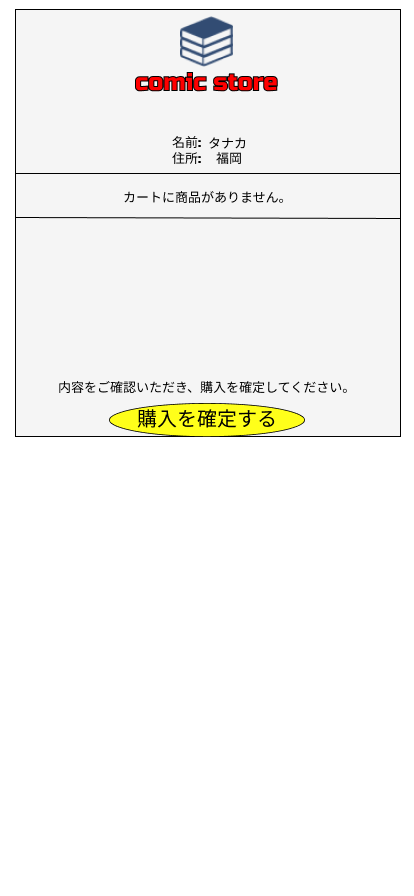 comic store
名前: タナカ
住所: 福岡
カートに商品がありません。
内容をご確認いただき、購入を確定してください。
購入を確定する